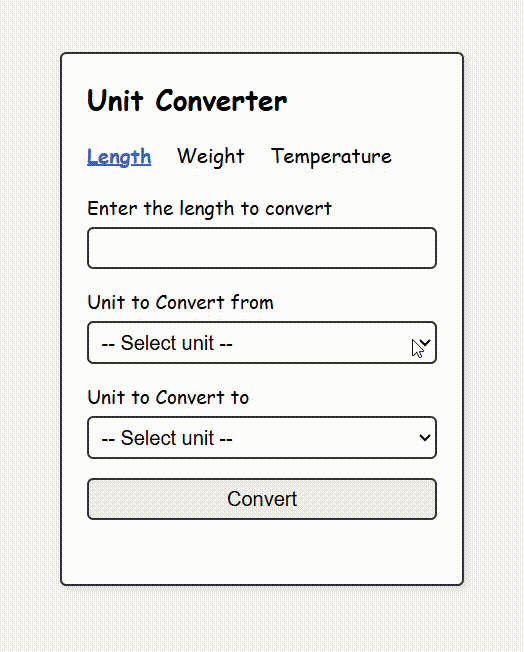 Unit Converter
Length Weight Temperature
Enter the length to convert
Unit to Convert from
-- Select unit --
Unit to Convert to
-- Select unit --
Convert